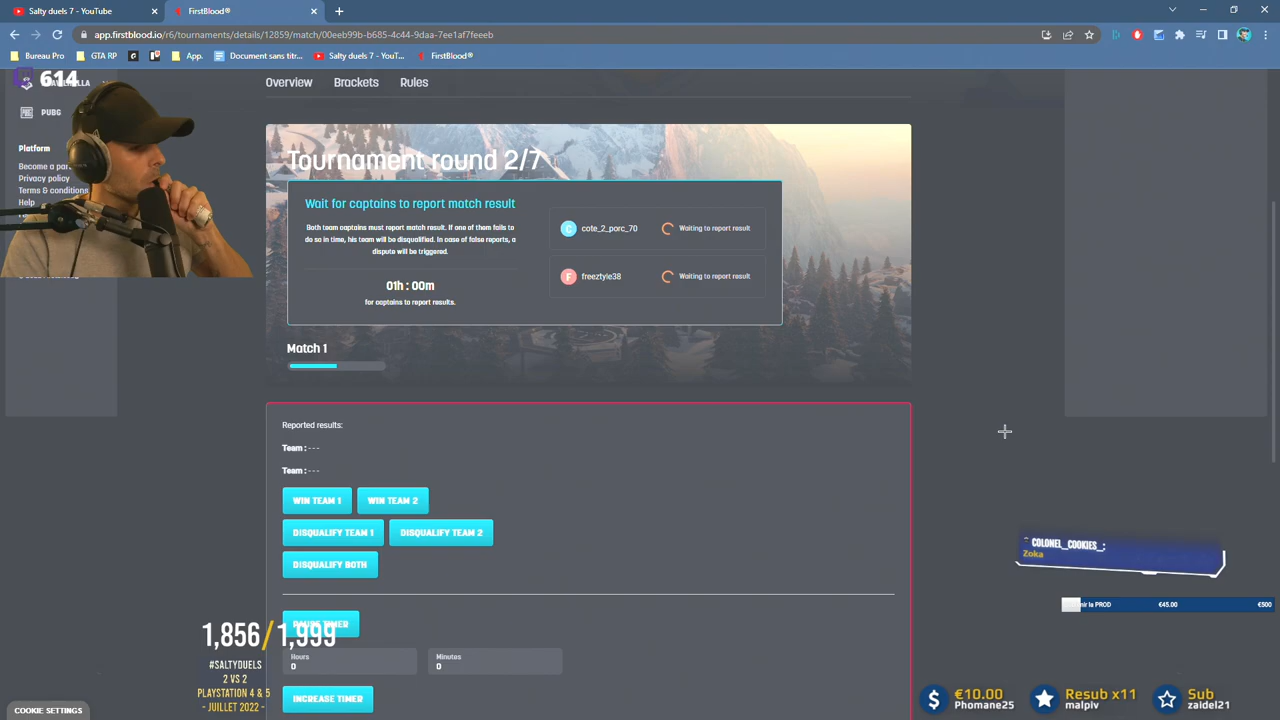 Salty duels 7 - YouTube
FirstBlood®
app.firstblood.io/r6/tournaments/details/12859/match/00eeb99b-b685-4c44-9daa-7ee1af7feeeb
Bureau Pro
GTA RP
App.
Document sans titr...
Salty duels 7 - YouT...
FirstBlood®
614
PUBG
Platform
Become a par
Privacy policy
Terms & conditions
Help
Overview
Brackets
Rules
Tournament round 2/7
Wait for captains to report match result
Both team captains must report match result. If one of them fails to
do so in time, his team will be disqualified. In case of false reports, a
dispute will be triggered.
01h : 00m
for captains to report results.
C
cote_2_porc_70
Waiting to report result
F
freeztyle38
Waiting to report result
Match 1
Reported results:
Team : ---
Team : ---
WIN TEAM 1
WIN TEAM 2
DISQUALIFY TEAM 1
DISQUALIFY TEAM 2
DISQUALIFY BOTH
PAUSE TIMER
Hours
0
Minutes
0
INCREASE TIMER
1,856/1,999
#SALTYDUELS
2 VS 2
PLAYSTATION 4 & 5
- JUILLET 2022 -
COLONEL_COOKIES_:
Zoka
la PROD
€45.00
€500
€10.00
Phomane25
Resub x11
malpiv
Sub
zaidel21
COOKIE SETTINGS